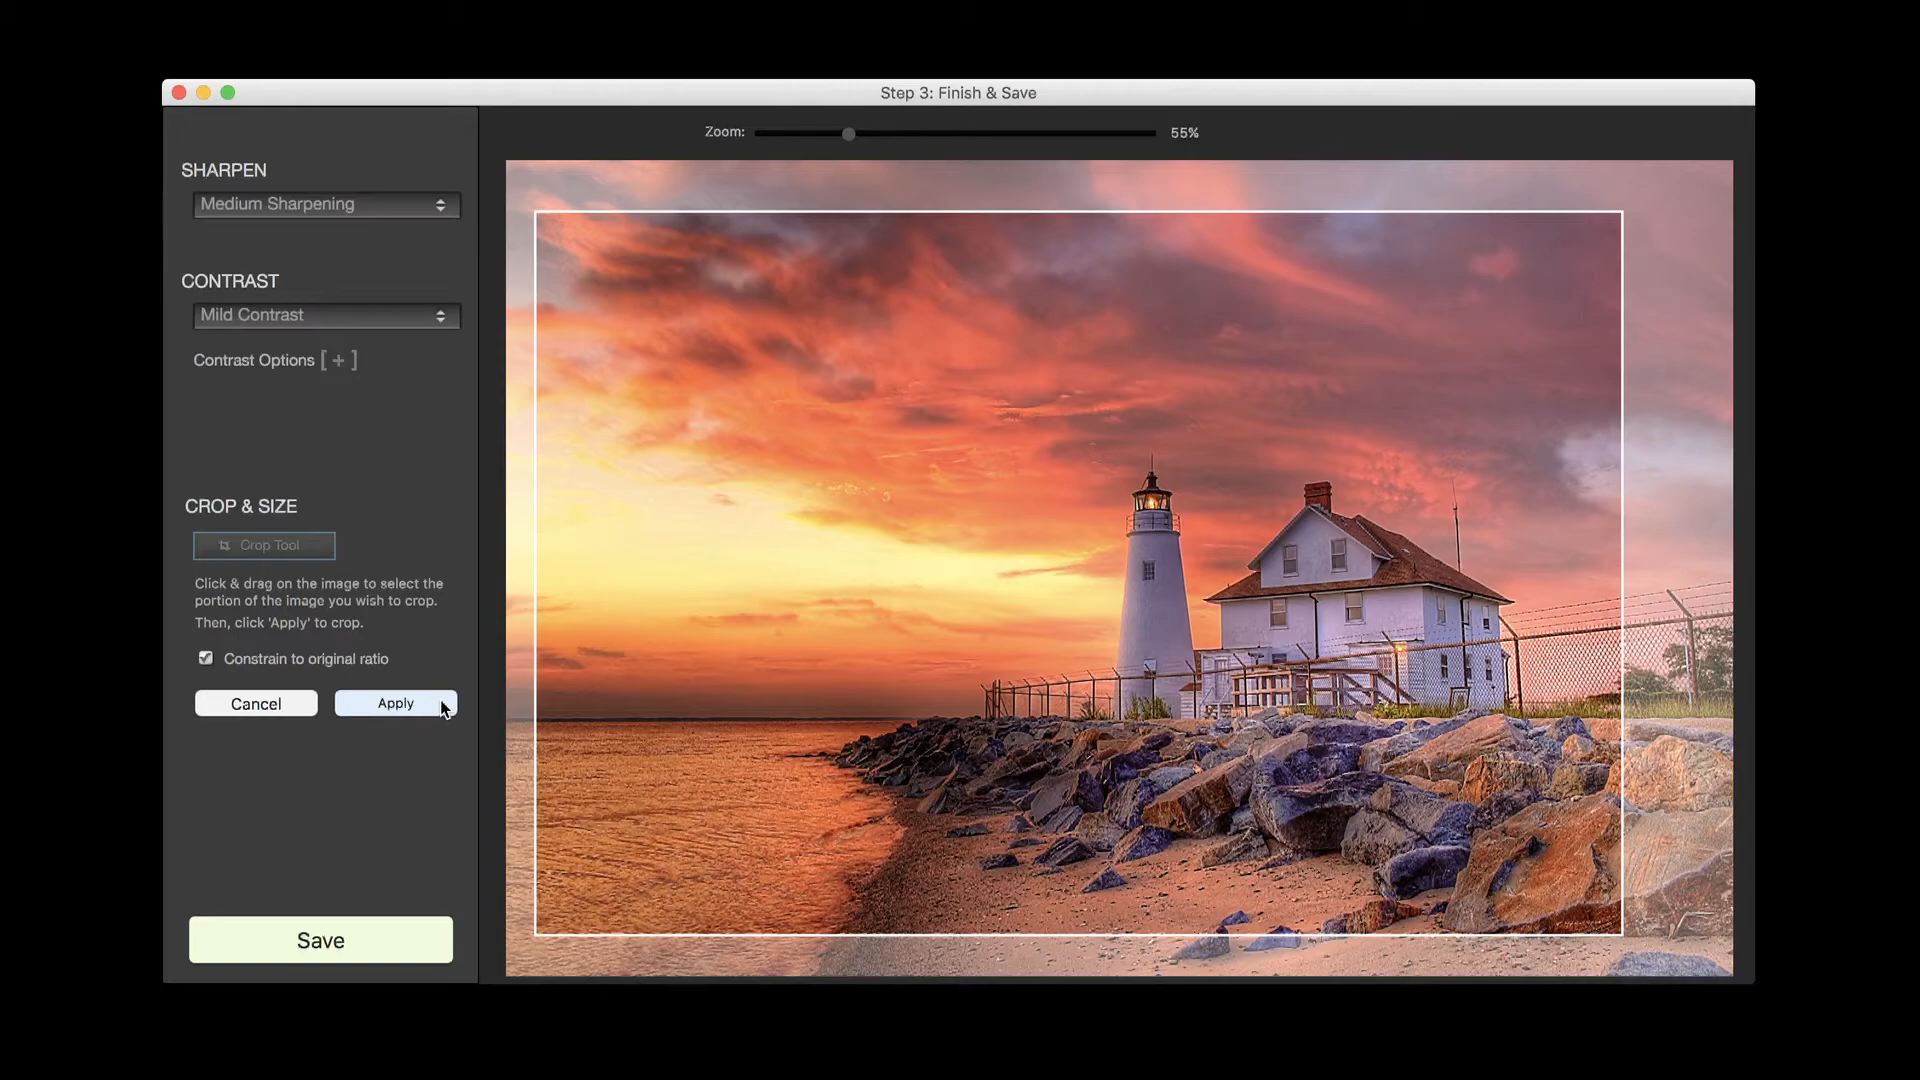 Step 3: Finish & Save
Zoom: 55%
SHARPEN
Medium Sharpening
CONTRAST
Mild Contrast
Contrast Options [ + ]
CROP & SIZE
Crop Tool
Click & drag on the image to select the
portion of the image you wish to crop.
Then, click 'Apply' to crop.
Constrain to original ratio
Cancel
Apply
Save